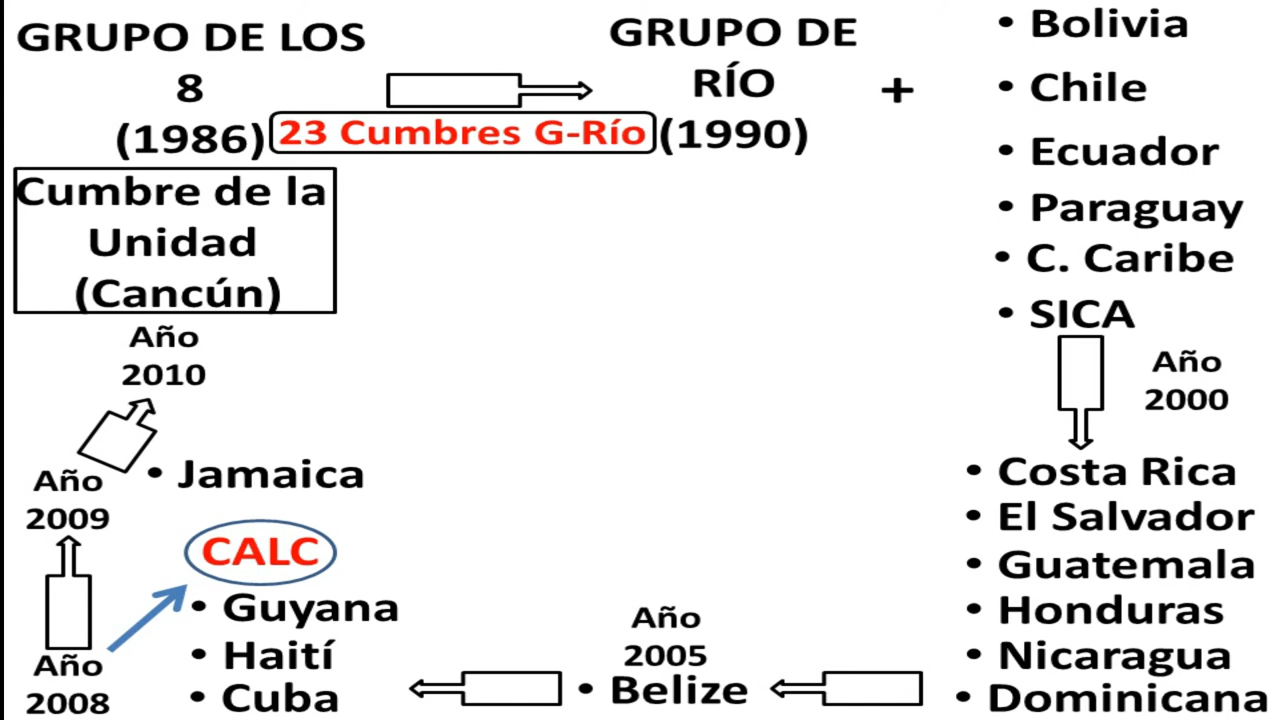 GRUPO DE LOS
8
(1986)
23 Cumbres G-Río
GRUPO DE
RÍO
(1990)
+
• Bolivia
• Chile
• Ecuador
• Paraguay
• C. Caribe
• SICA
Año
2000
• Costa Rica
• El Salvador
• Guatemala
• Honduras
• Nicaragua
• Dominicana
Año
2005
• Belize
CALC
• Guyana
• Haití
• Cuba
Año
2008
Año
2009
• Jamaica
Año
2010
Cumbre de la
Unidad
(Cancún)